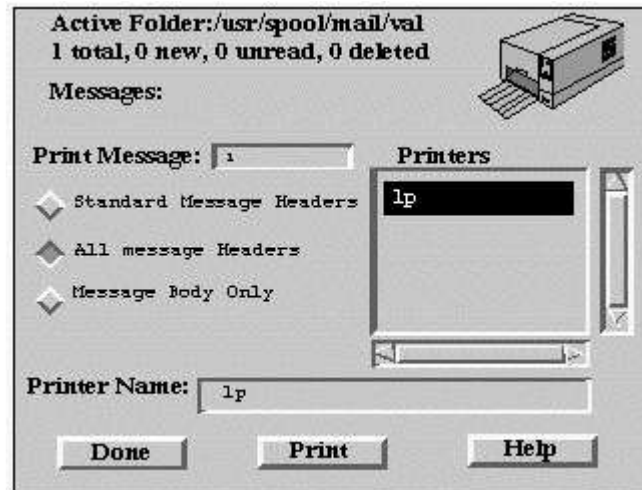 Active Folder:/usr/spool/mail/val
1 total, 0 new, 0 unread, 0 deleted
Messages:
Print Message: 1
Printers
Standard Message Headers
All message Headers
Message Body Only
lp
Printer Name: lp
Done Print Help